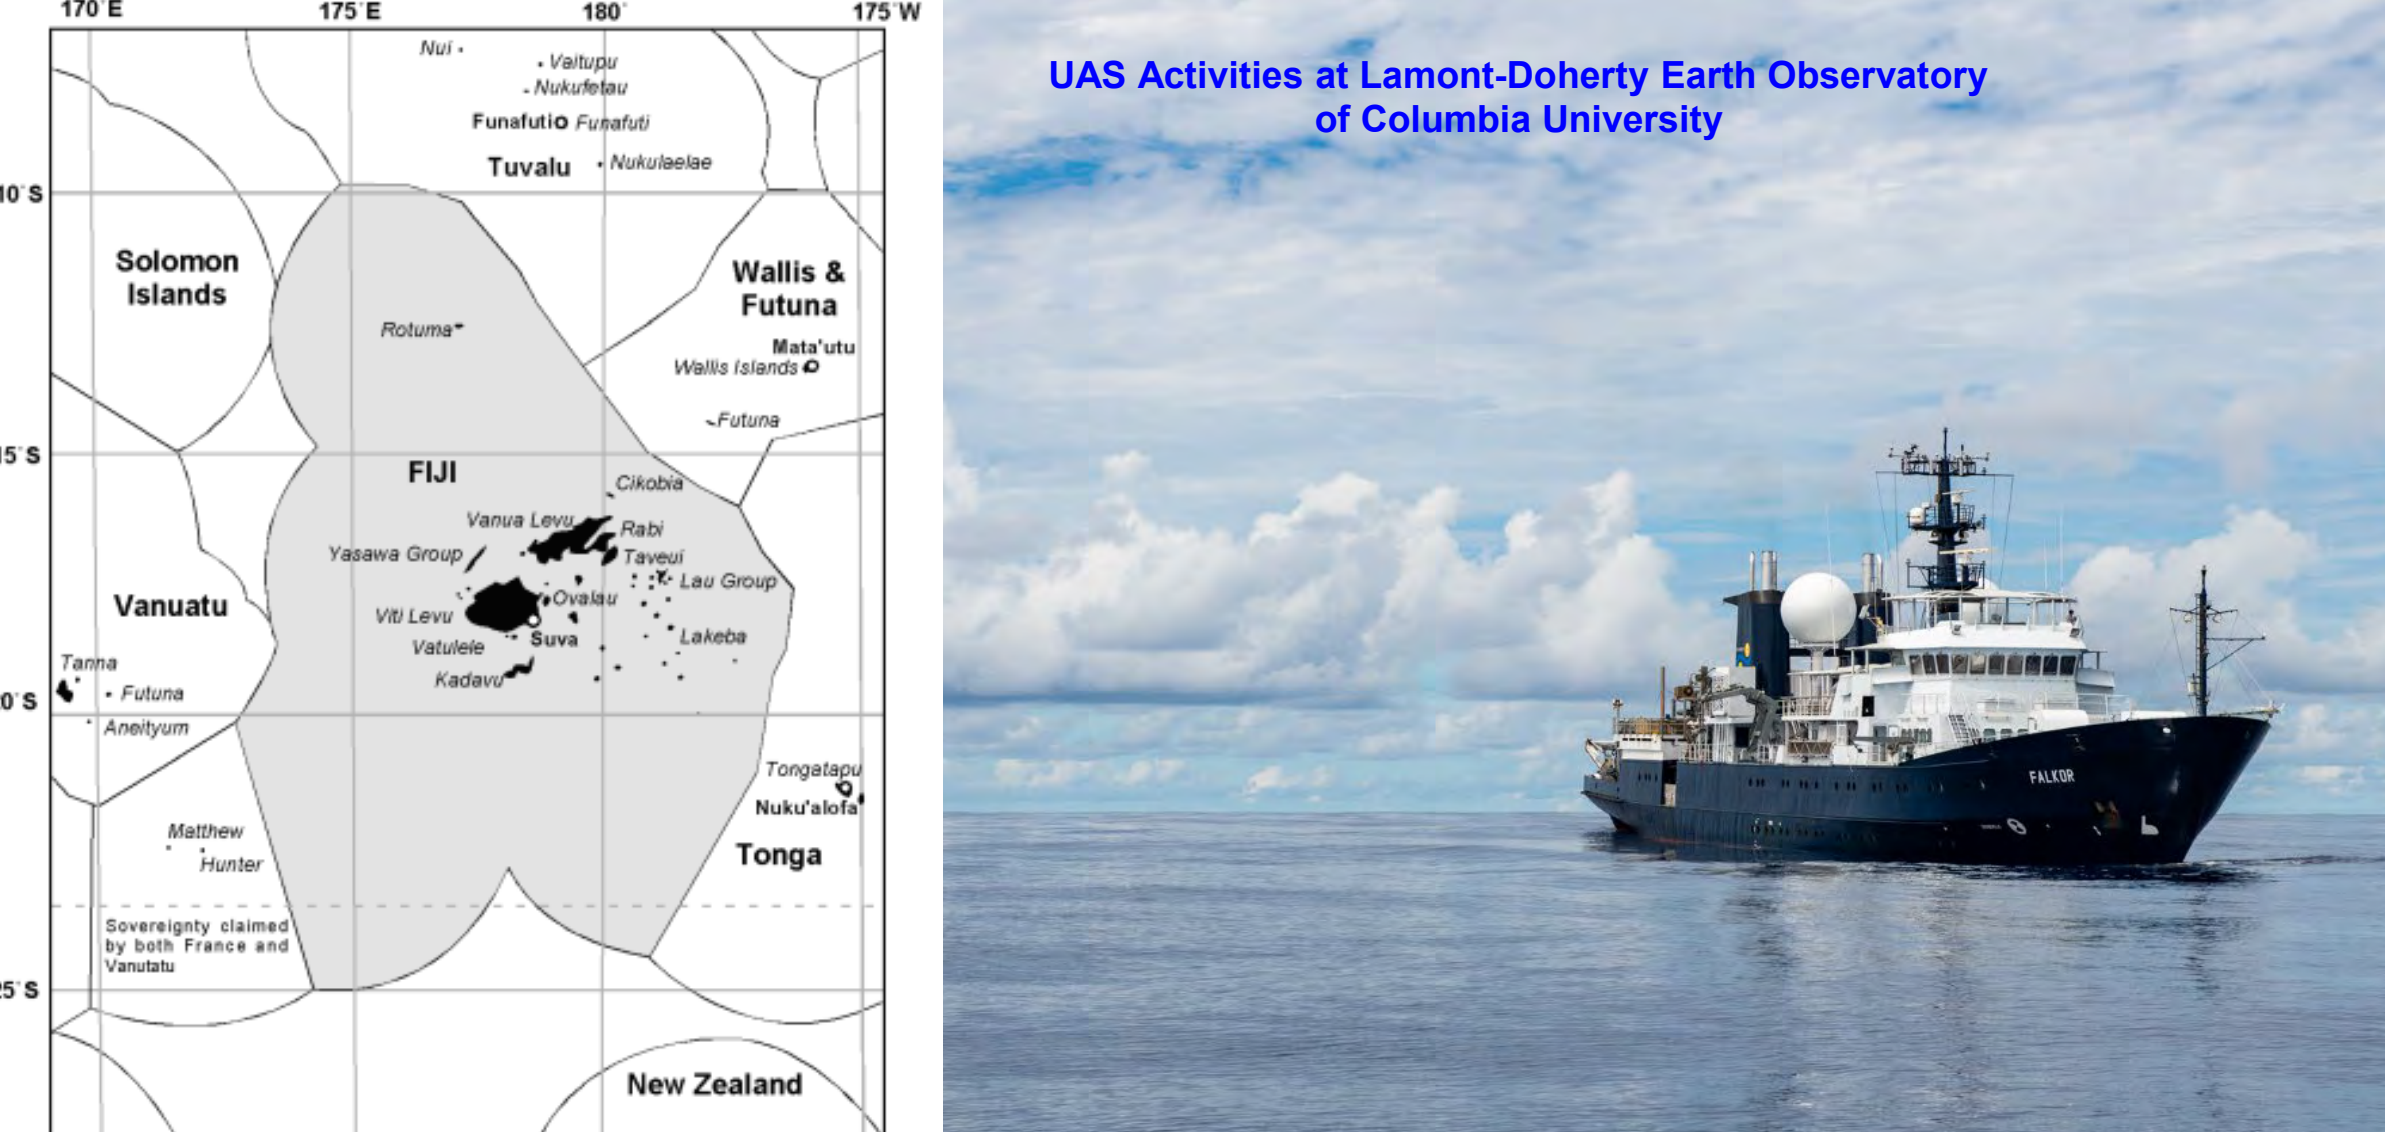 170°E 175°E 180° 175°W
Nui
Vaitupu
Nukufetau
Funafuti Funafuti
Tuvalu
Nukulaelae
10°S
Solomon
Islands
Wallis &
Futuna
Rotuma
Mata'utu
Wallis Islands
Futuna
15°S
FIJI
Cikobia
Vanua Levu
Rabi
Yasawa Group
Taveui
Lau Group
Ovalau
Vanuatu
Viti Levu
Suva
Lakeba
Vatulele
Tanna
Kadavu
Futuna
0°S
Aneityum
Tongatapu
Nuku'alofa
Matthew
Hunter
Tonga
Sovereignty claimed
by both France and
Vanutatu
25°S
New Zealand
UAS Activities at Lamont-Doherty Earth Observatory
of Columbia University
FALKOR